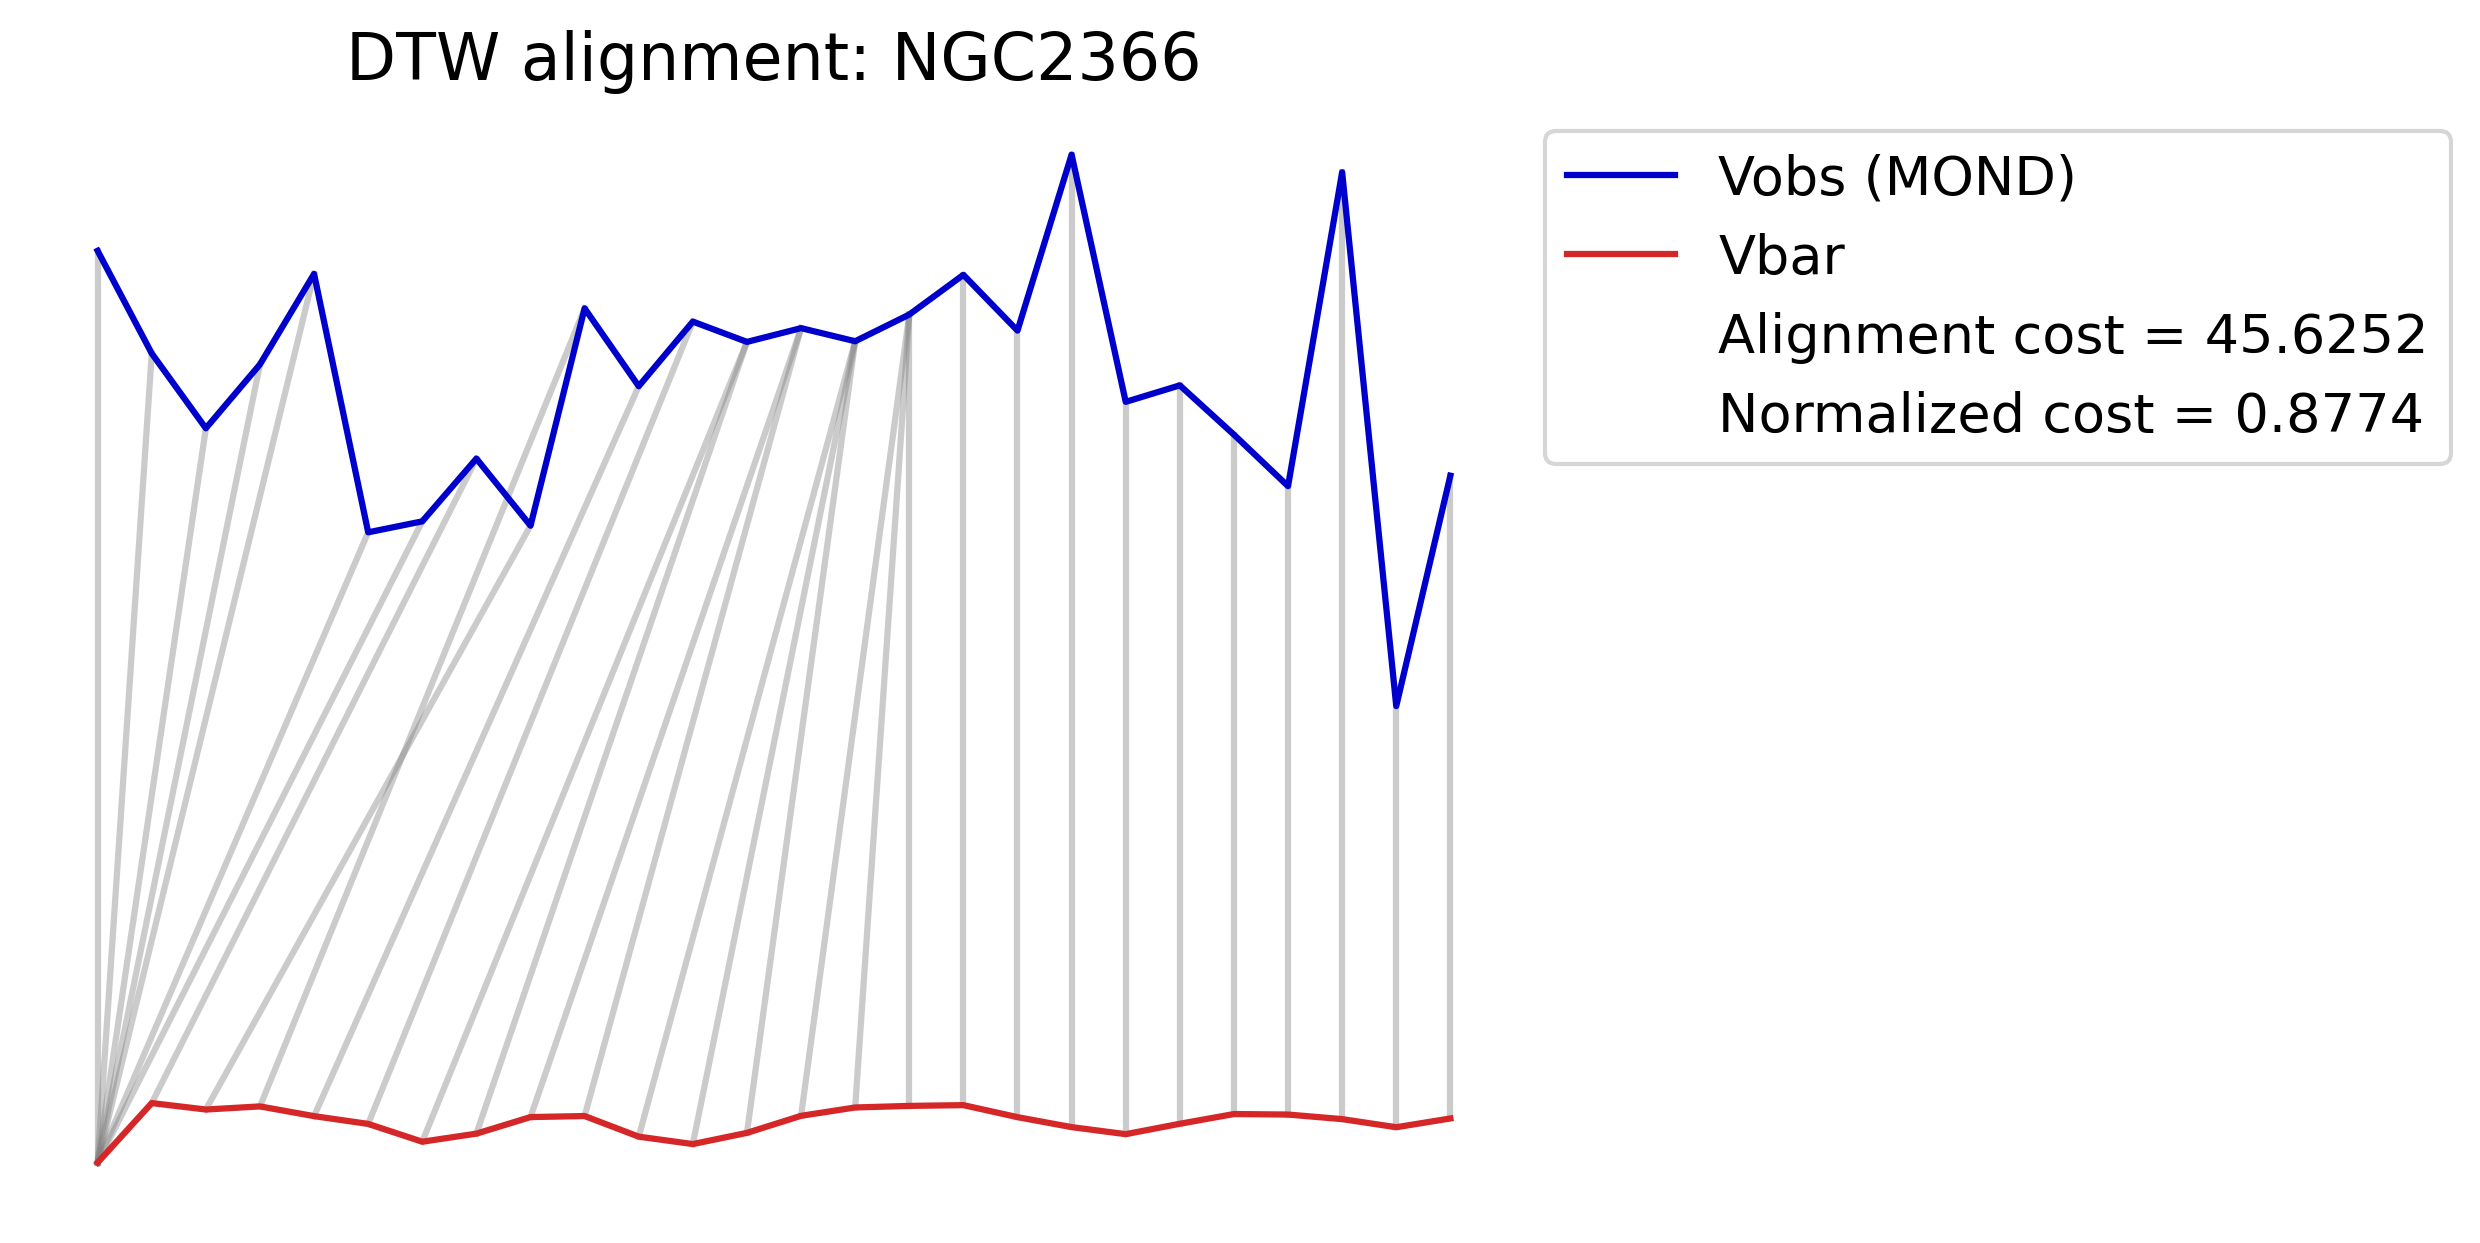 DTW alignment: NGC2366
Vobs (MOND)
Vbar
Alignment cost = 45.6252
Normalized cost = 0.8774